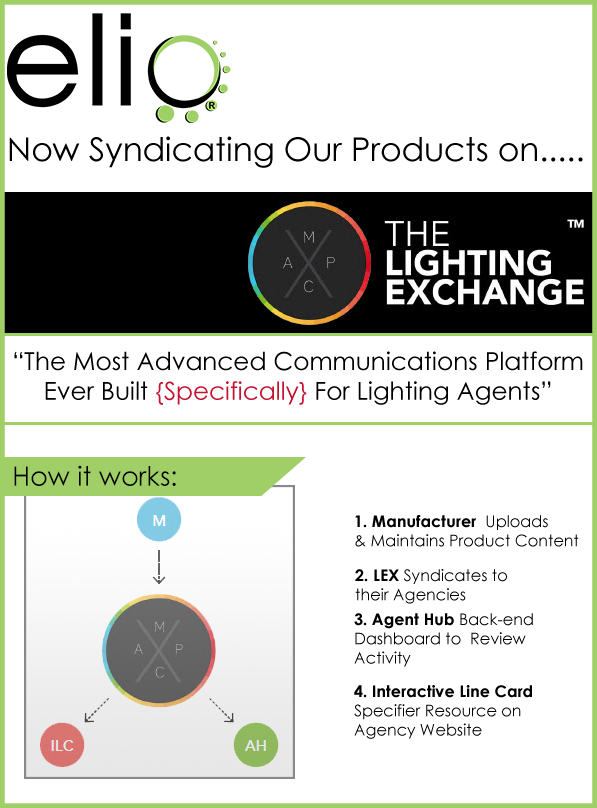 elio®
Now Syndicating Our Products on.....
M
A P
C
THE ™
LIGHTING
EXCHANGE
“The Most Advanced Communications Platform
Ever Built {Specifically} For Lighting Agents”
How it works:
M
M
A P
C
ILC
AH
1. Manufacturer Uploads
& Maintains Product Content
2. LEX Syndicates to
their Agencies
3. Agent Hub Back-end
Dashboard to Review
Activity
4. Interactive Line Card
Specifier Resource on
Agency Website